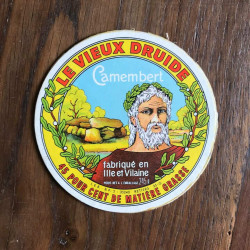 LE VIEUX DRUIDE
Camembert
fabriqué en
Ille et Vilaine
45 POUR CENT DE MATIÈRE GRASSE